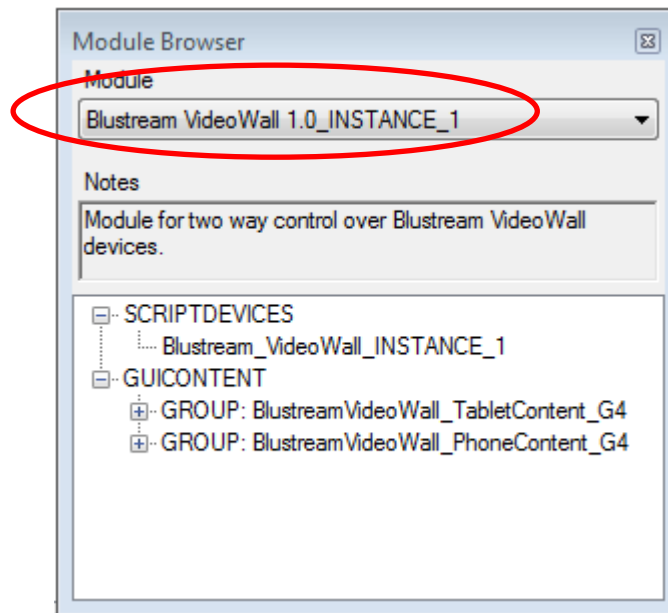 Module Browser
Module
Blustream VideoWall 1.0_INSTANCE_1
Notes
Module for two way control over Blustream VideoWall
devices.
SCRIPTDEVICES
Blustream_VideoWall_INSTANCE_1
GUICONTENT
GROUP: BlustreamVideoWall_TabletContent_G4
GROUP: BlustreamVideoWall_PhoneContent_G4